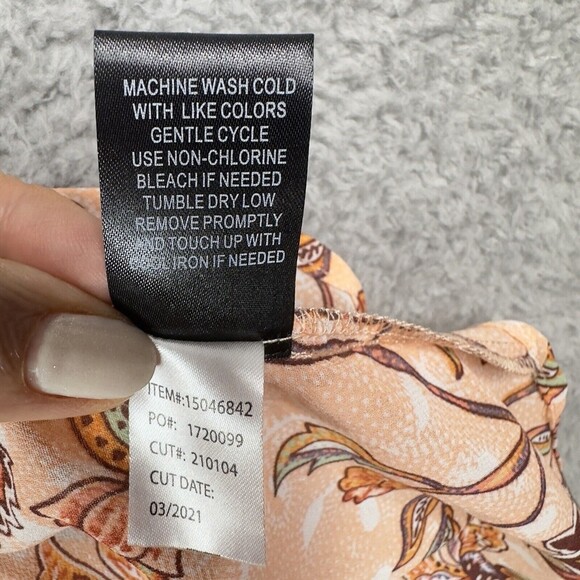 MACHINE WASH COLD
WITH LIKE COLORS
GENTLE CYCLE
USE NON-CHLORINE
BLEACH IF NEEDED
TUMBLE DRY LOW
REMOVE PROMPTLY
AND TOUCH UP WITH
COOL IRON IF NEEDED
ITEM#:15046842
PO#: 1720099
CUT#: 210104
CUT DATE:
03/2021